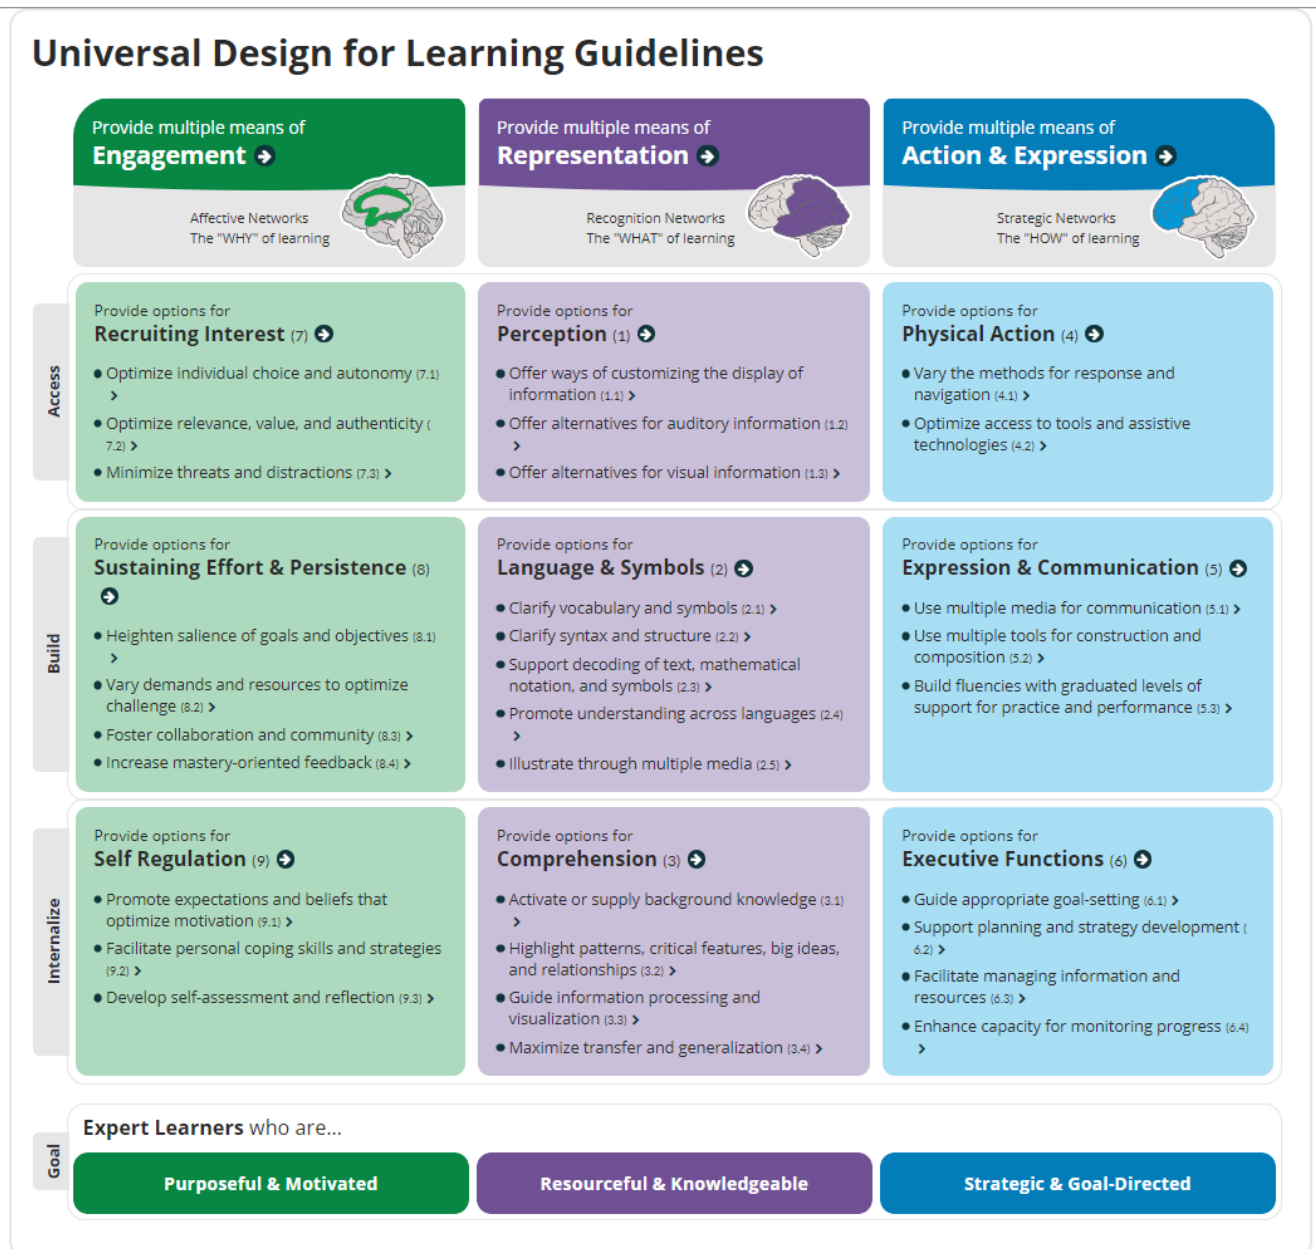 Universal Design for Learning Guidelines
Provide multiple means of
Engagement
Affective Networks
The "WHY" of learning
Provide multiple means of
Representation
Recognition Networks
The "WHAT" of learning
Provide multiple means of
Action & Expression
Strategic Networks
The "HOW" of learning
Access
Provide options for
Recruiting Interest (7)
Optimize individual choice and autonomy (7.1)
Optimize relevance, value, and authenticity (
7.2)
Minimize threats and distractions (7.3)
Provide options for
Perception (1)
Offer ways of customizing the display of
information (1.1)
Offer alternatives for auditory information (1.2)
Offer alternatives for visual information (1.3)
Provide options for
Physical Action (4)
Vary the methods for response and
navigation (4.1)
Optimize access to tools and assistive
technologies (4.2)
Build
Provide options for
Sustaining Effort & Persistence (8)
Heighten salience of goals and objectives (8.1)
Vary demands and resources to optimize
challenge (8.2)
Foster collaboration and community (8.3)
Increase mastery-oriented feedback (8.4)
Provide options for
Language & Symbols (2)
Clarify vocabulary and symbols (2.1)
Clarify syntax and structure (2.2)
Support decoding of text, mathematical
notation, and symbols (2.3)
Promote understanding across languages (2.4)
Illustrate through multiple media (2.5)
Provide options for
Expression & Communication (5)
Use multiple media for communication (5.1)
Use multiple tools for construction and
composition (5.2)
Build fluencies with graduated levels of
support for practice and performance (5.3)
Internalize
Provide options for
Self Regulation (9)
Promote expectations and beliefs that
optimize motivation (9.1)
Facilitate personal coping skills and strategies
(9.2)
Develop self-assessment and reflection (9.3)
Provide options for
Comprehension (3)
Activate or supply background knowledge (3.1)
Highlight patterns, critical features, big ideas,
and relationships (3.2)
Guide information processing and
visualization (3.3)
Maximize transfer and generalization (3.4)
Provide options for
Executive Functions (6)
Guide appropriate goal-setting (6.1)
Support planning and strategy development (
6.2)
Facilitate managing information and
resources (6.3)
Enhance capacity for monitoring progress (6.4)
Goal
Expert Learners who are...
Purposeful & Motivated
Resourceful & Knowledgeable
Strategic & Goal-Directed